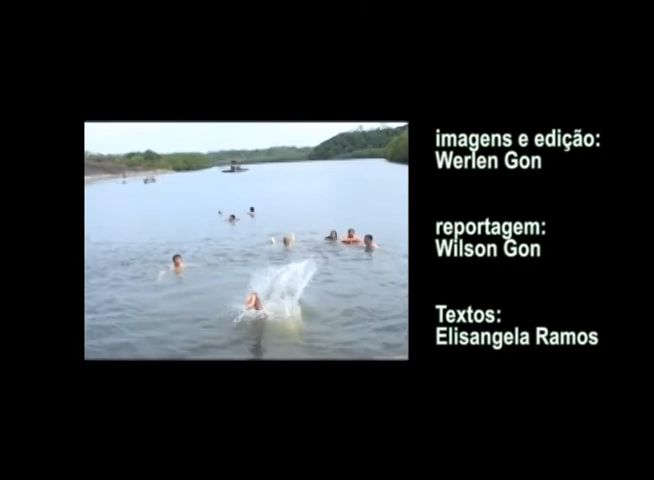 imagens e edição:
Werlen Gon
reportagem:
Wilson Gon
Textos:
Elisangela Ramos